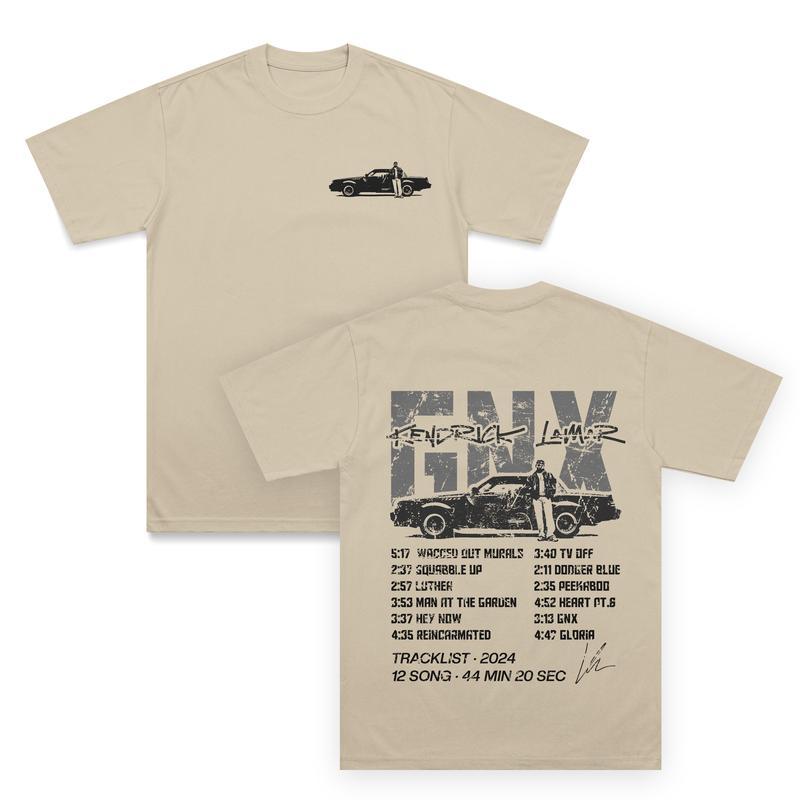 GNX
KENDRICK LAMAR
5:17 WACCED OUT MURALS
2:37 SQUABBLE UP
2:57 LUTHER
3:53 MAN AT THE GARDEN
3:37 HEY NOW
4:35 REINCARNATED
3:40 TV OFF
2:11 DODGER BLUE
2:35 PEEKABOO
4:52 HEART PT.6
3:13 GNX
4:47 GLORIA
TRACKLIST · 2024
12 SONG · 44 MIN 20 SEC